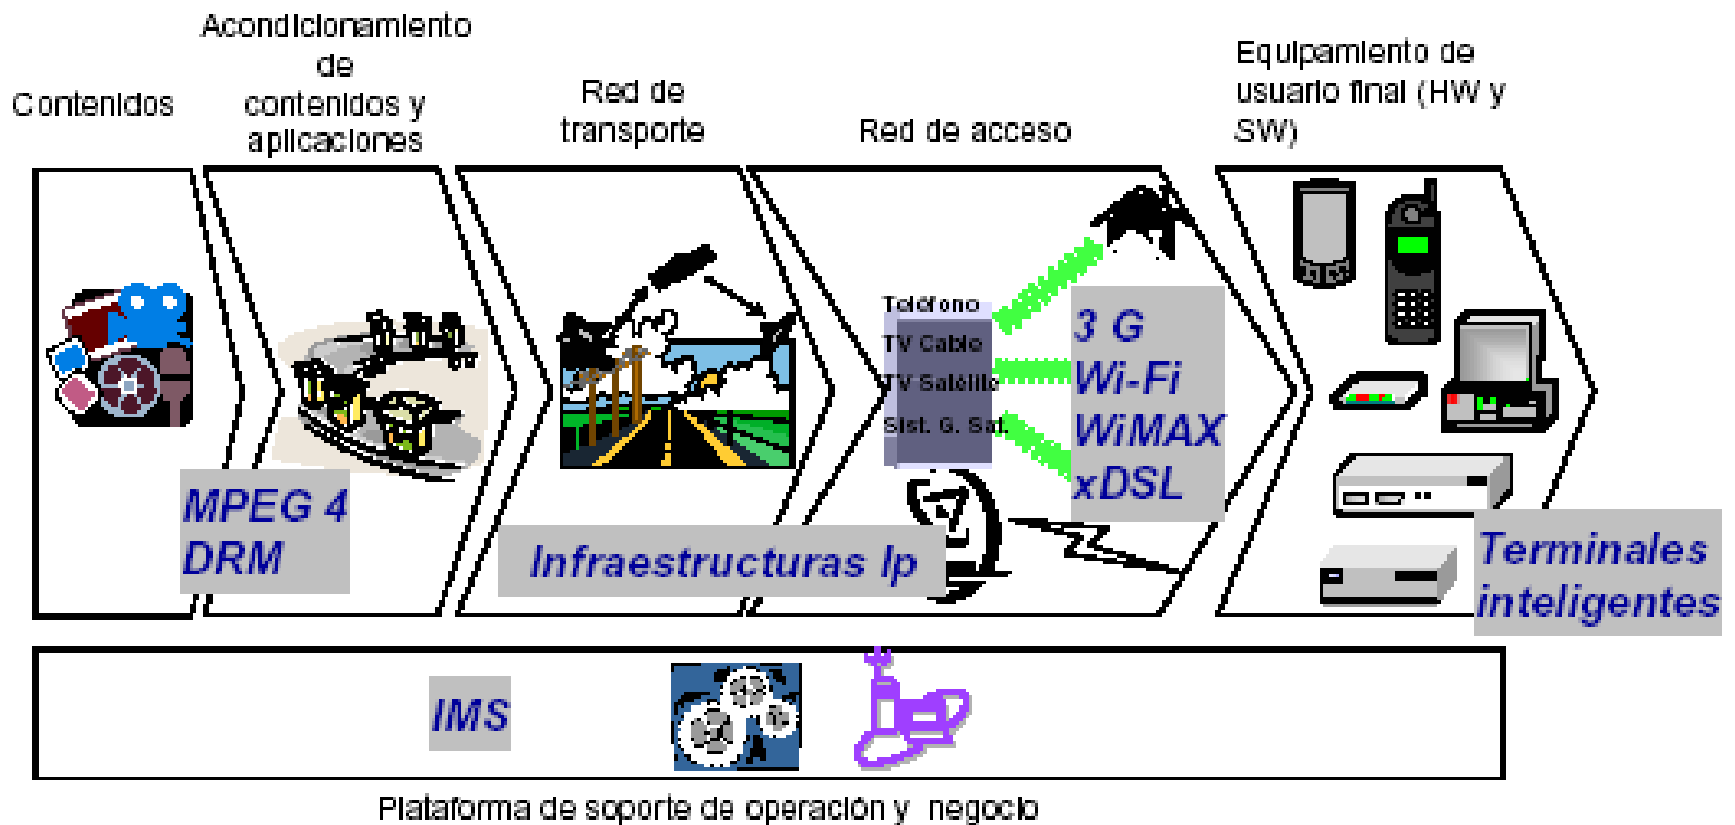 Contenidos
Acondicionamiento
de
contenidos y
aplicaciones
Red de
transporte
Red de acceso
Equipamiento de
usuario final (HW y
SW)
Teléfono
TV Cable
TV Satélite
Sist. G. Sat.
3 G
Wi-Fi
WiMAX
xDSL
MPEG 4
DRM
Infraestructuras Ip
Terminales
inteligentes
IMS
Plataforma de soporte de operación y negocio